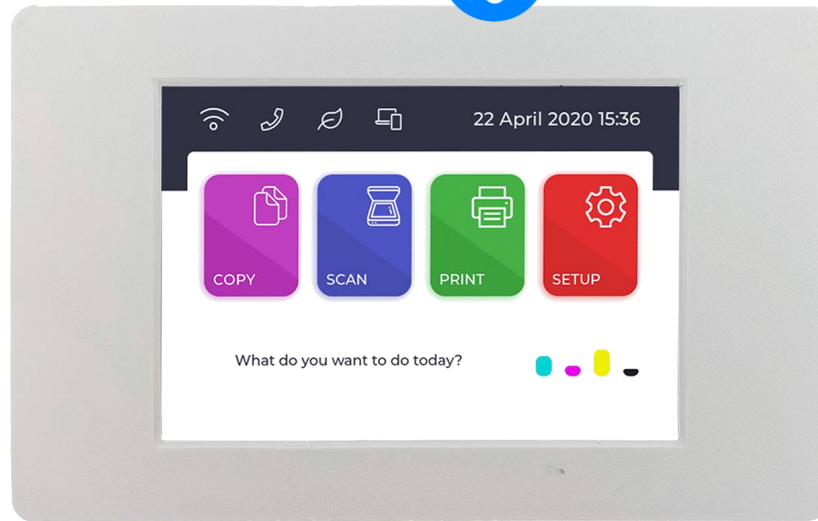 22 April 2020 15:36
COPY
SCAN
PRINT
SETUP
What do you want to do today?